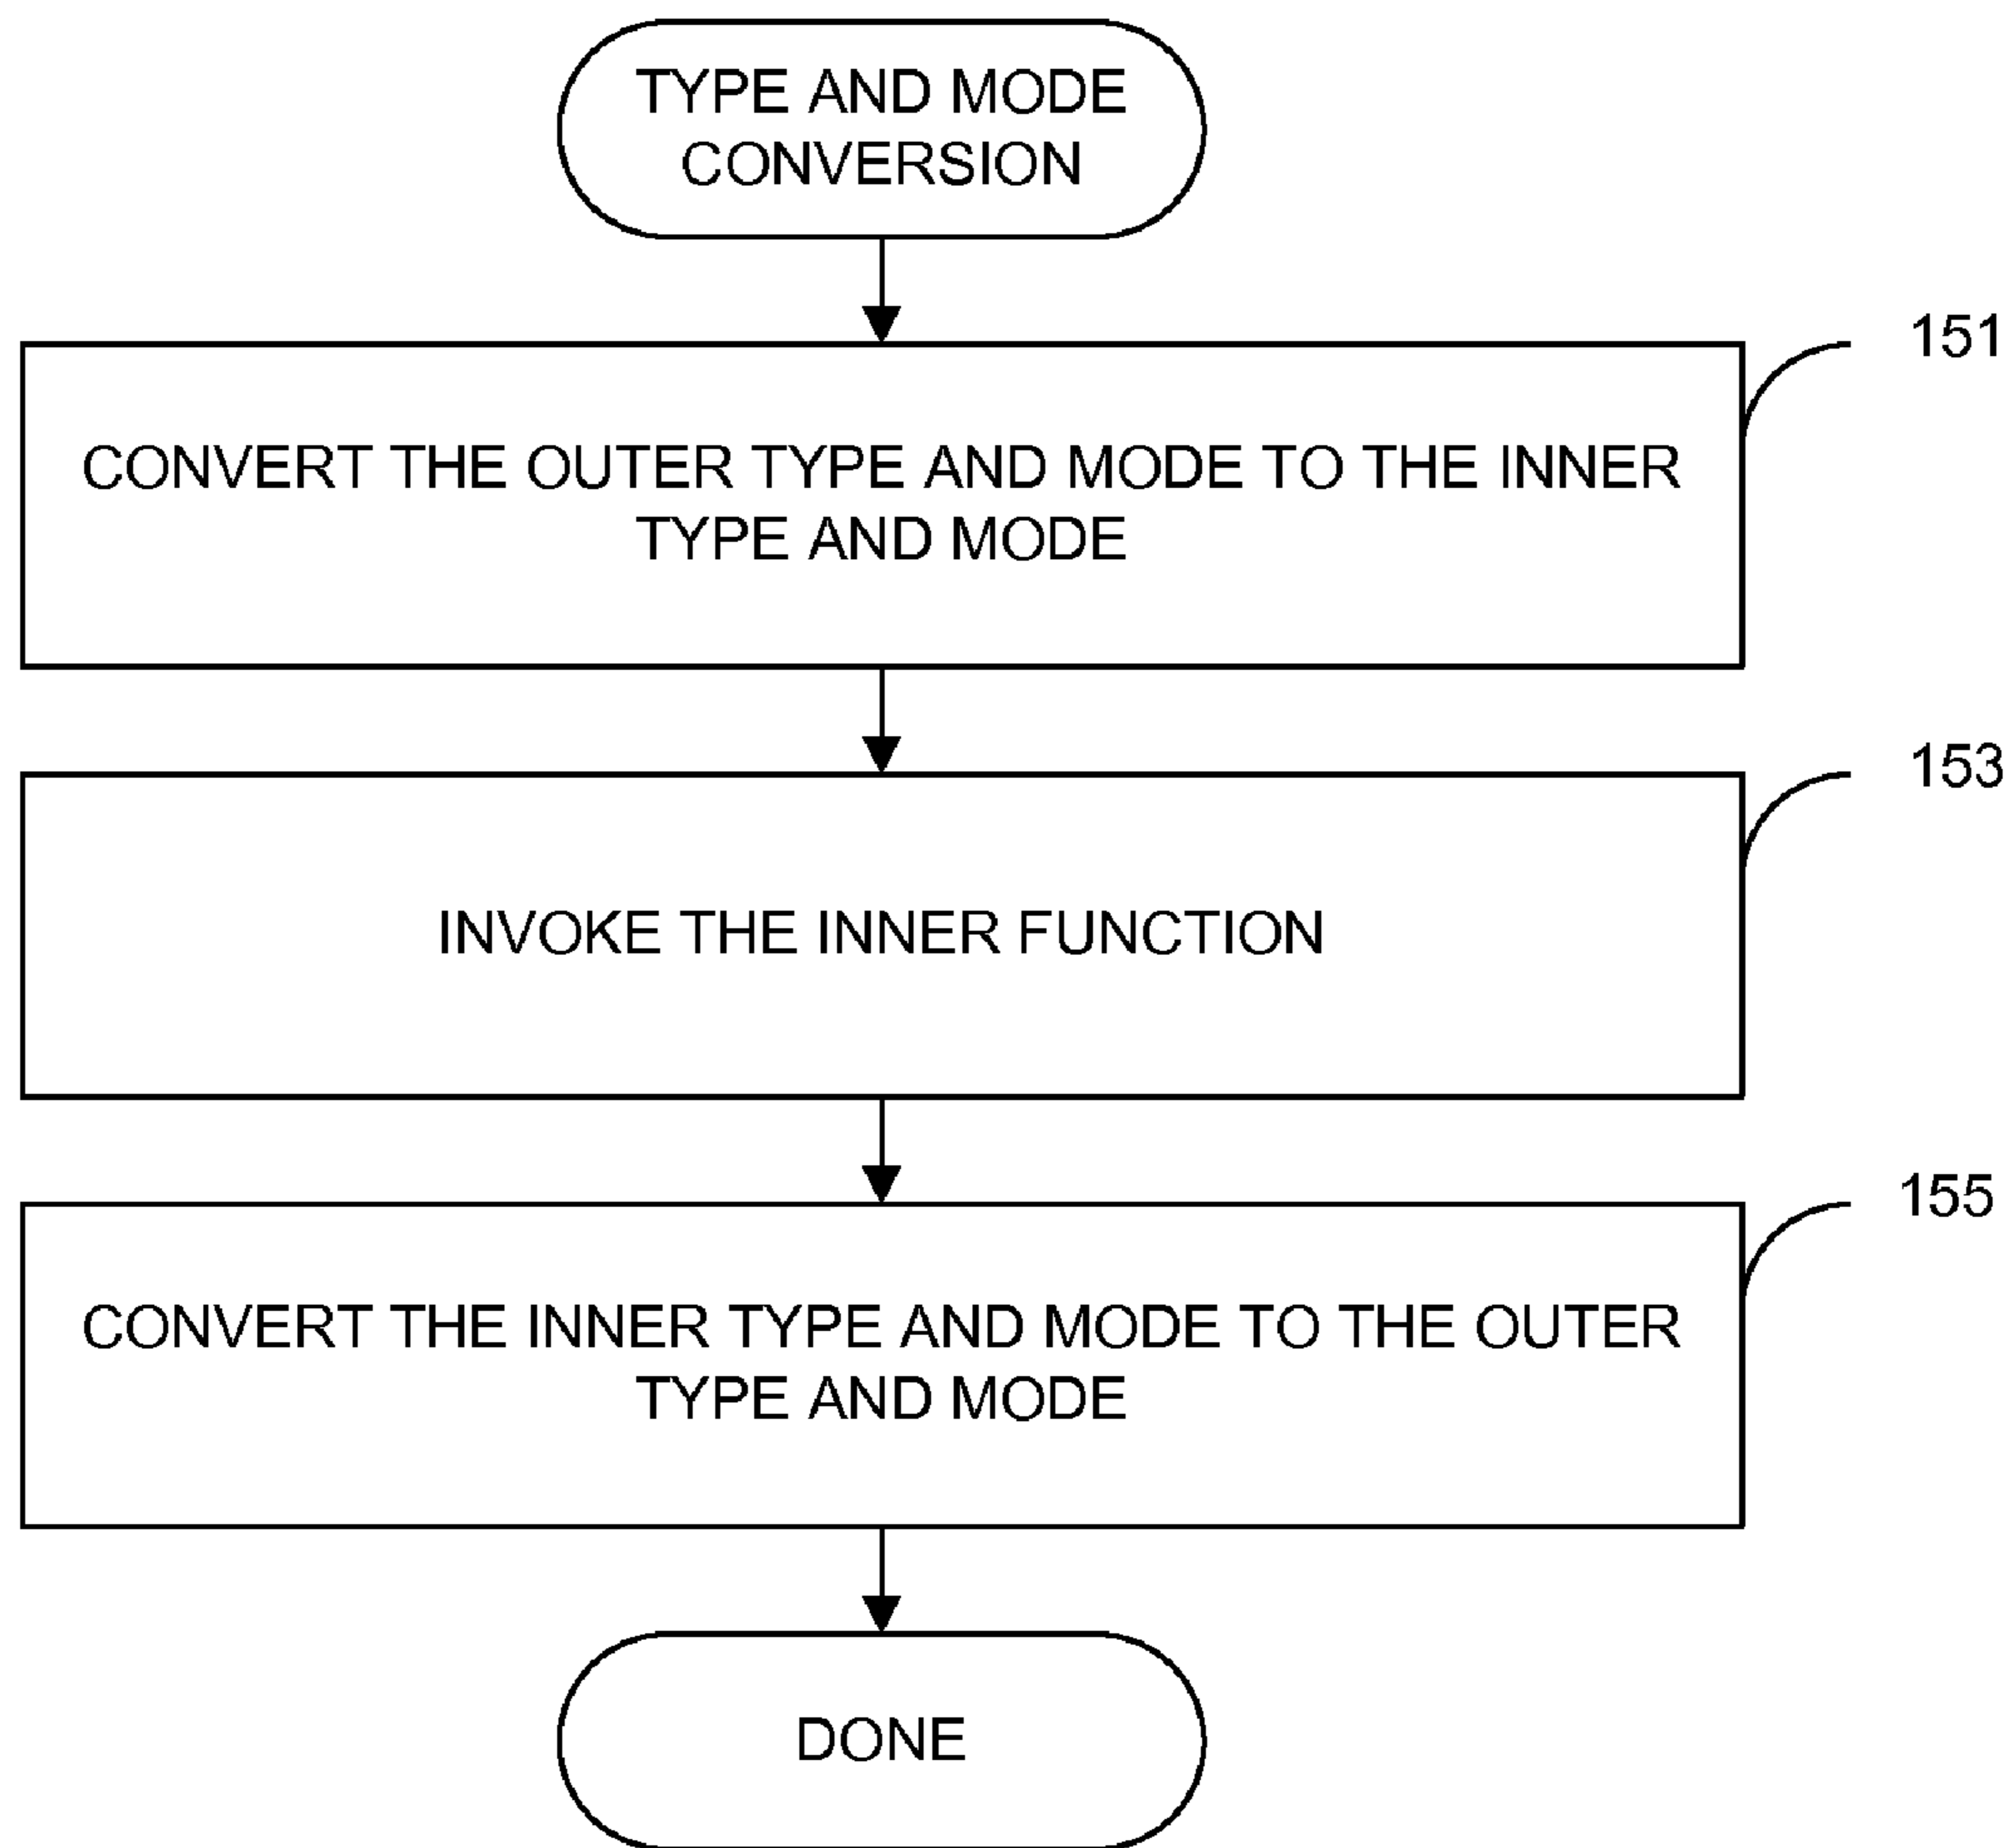 TYPE AND MODE
CONVERSION
151
CONVERT THE OUTER TYPE AND MODE TO THE INNER
TYPE AND MODE
153
INVOKE THE INNER FUNCTION
155
CONVERT THE INNER TYPE AND MODE TO THE OUTER
TYPE AND MODE
DONE